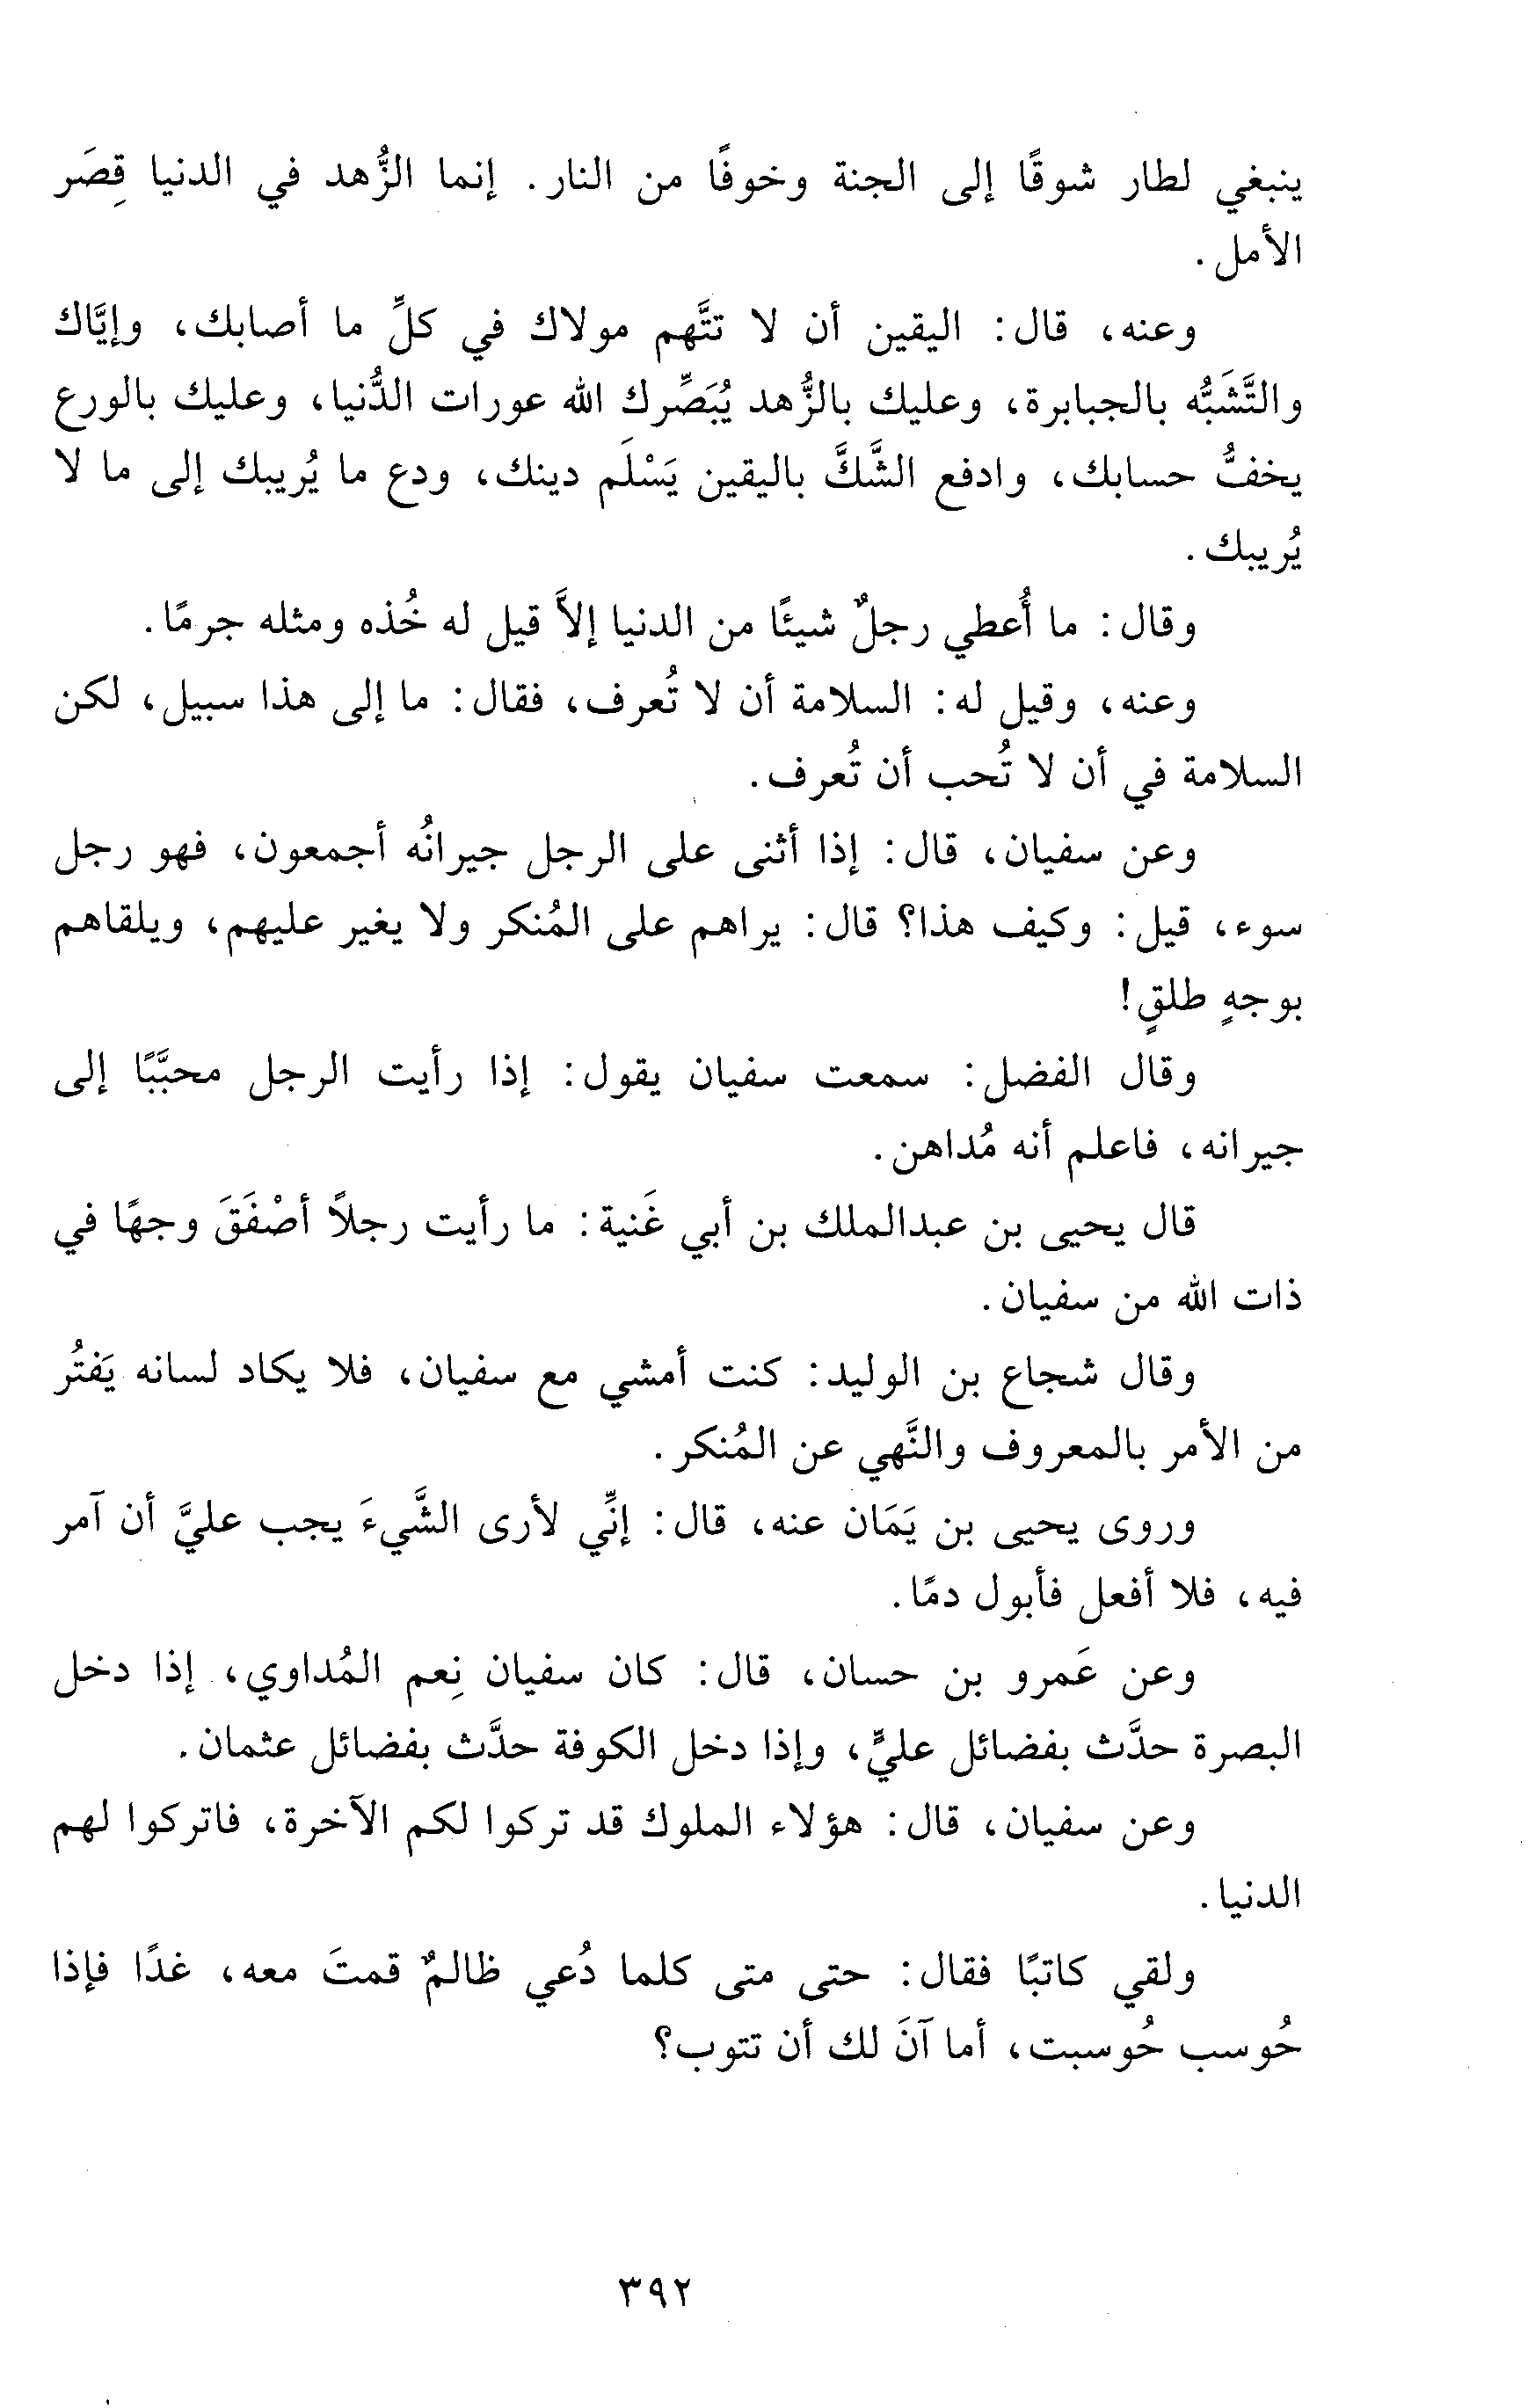 ينبغي لطار شوقًا إلى الجنة وخوفًا من النار. إنما الزُّهد في الدنيا قِصَر
الأمل.
وعنه، قال: اليقين أن لا تتَّهم مولاك في كلِّ ما أصابك، وإيَّاك
والتَّشَبُّه بالجبابرة، وعليك بالزُّهد يُبَصِّرك الله عورات الدُّنيا، وعليك بالورع
يخفُّ حسابك، وادفع الشَّكَّ باليقين يَسْلَم دينك، ودع ما يُريبك إلى ما لا
يُريبك.
وقال: ما أُعطي رجلٌ شيئًا من الدنيا إلاَّ قيل له خُذه ومثله جرمًا.
وعنه، وقيل له: السلامة أن لا تُعرف، فقال: ما إلى هذا سبيل، لكن
السلامة في أن لا تُحب أن تُعرف.
وعن سفيان، قال: إذا أثنى على الرجل جيرانُه أجمعون، فهو رجل
سوء، قيل: وكيف هذا؟ قال: يراهم على المُنكر ولا يغير عليهم، ويلقاهم
بوجهٍ طلقٍ!
وقال الفضل: سمعت سفيان يقول: إذا رأيت الرجل محبَّبًا إلى
جيرانه، فاعلم أنه مُداهن.
قال يحيى بن عبدالملك بن أبي غَنية: ما رأيت رجلاً أصْفَقَ وجهًا في
ذات الله من سفيان.
وقال شجاع بن الوليد: كنت أمشي مع سفيان، فلا يكاد لسانه يَفتُر
من الأمر بالمعروف والنَّهي عن المُنكر.
وروى يحيى بن يَمَان عنه، قال: إنِّي لأرى الشَّيءَ يجب عليَّ أن آمر
فيه، فلا أفعل فأبول دمًا.
وعن عَمرو بن حسان، قال: كان سفيان نِعم المُداوي، إذا دخل
البصرة حدَّث بفضائل عليٍّ، وإذا دخل الكوفة حدَّث بفضائل عثمان.
وعن سفيان، قال: هؤلاء الملوك قد تركوا لكم الآخرة، فاتركوا لهم
الدنيا.
ولقي كاتبًا فقال: حتى متى كلما دُعي ظالمٌ قمتَ معه، غدًا فإذا
حُوسب حُوسبت، أما آنَ لك أن تتوب؟
٣٩٢